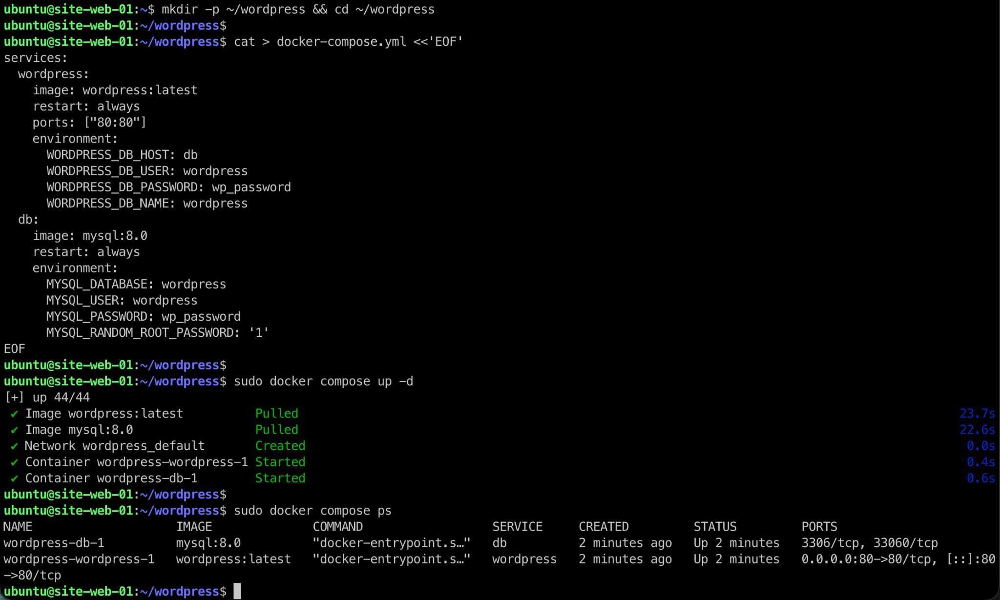 ubuntu@site-web-01:~$ mkdir -p ~/wordpress && cd ~/wordpress
ubuntu@site-web-01:~/wordpress$
ubuntu@site-web-01:~/wordpress$ cat > docker-compose.yml <<'EOF'
services:
  wordpress:
    image: wordpress:latest
    restart: always
    ports: ["80:80"]
    environment:
      WORDPRESS_DB_HOST: db
      WORDPRESS_DB_USER: wordpress
      WORDPRESS_DB_PASSWORD: wp_password
      WORDPRESS_DB_NAME: wordpress
  db:
    image: mysql:8.0
    restart: always
    environment:
      MYSQL_DATABASE: wordpress
      MYSQL_USER: wordpress
      MYSQL_PASSWORD: wp_password
      MYSQL_RANDOM_ROOT_PASSWORD: '1'
EOF
ubuntu@site-web-01:~/wordpress$
ubuntu@site-web-01:~/wordpress$ sudo docker compose up -d
[+] up 44/44
 ✔ Image wordpress:latest          Pulled 23.7s
 ✔ Image mysql:8.0                 Pulled 22.6s
 ✔ Network wordpress_default       Created 0.0s
 ✔ Container wordpress-wordpress-1 Started 0.4s
 ✔ Container wordpress-db-1        Started 0.6s
ubuntu@site-web-01:~/wordpress$
ubuntu@site-web-01:~/wordpress$ sudo docker compose ps
NAME                    IMAGE              COMMAND                  SERVICE     CREATED         STATUS         PORTS
wordpress-db-1          mysql:8.0          "docker-entrypoint.s…"   db          2 minutes ago   Up 2 minutes   3306/tcp, 33060/tcp
wordpress-wordpress-1   wordpress:latest   "docker-entrypoint.s…"   wordpress   2 minutes ago   Up 2 minutes   0.0.0.0:80->80/tcp, [::]:80
->80/tcp
ubuntu@site-web-01:~/wordpress$